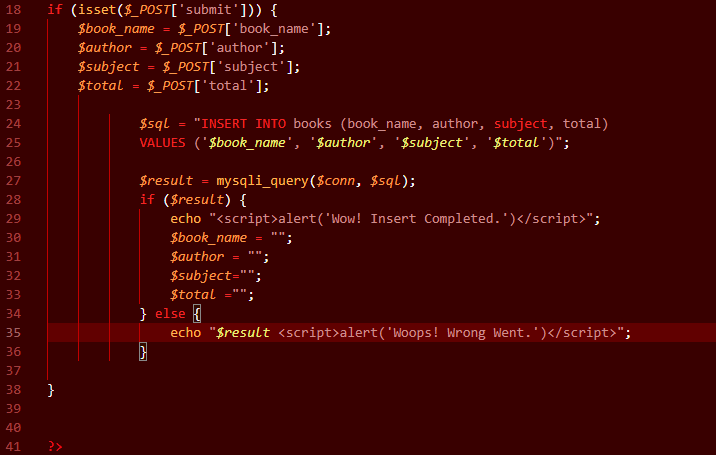 18 if (isset($_POST['submit'])) {
19     $book_name = $_POST['book_name'];
20     $author = $_POST['author'];
21     $subject = $_POST['subject'];
22     $total = $_POST['total'];
23
24             $sql = "INSERT INTO books (book_name, author, subject, total)
25             VALUES ('$book_name', '$author', '$subject', '$total')";
26
27             $result = mysqli_query($conn, $sql);
28             if ($result) {
29                 echo "<script>alert('Wow! Insert Completed.')</script>";
30                 $book_name = "";
31                 $author = "";
32                 $subject="";
33                 $total ="";
34             } else {
35                 echo "$result <script>alert('Woops! Wrong Went.')</script>";
36             }
37
38 }
39
40
41 ?>